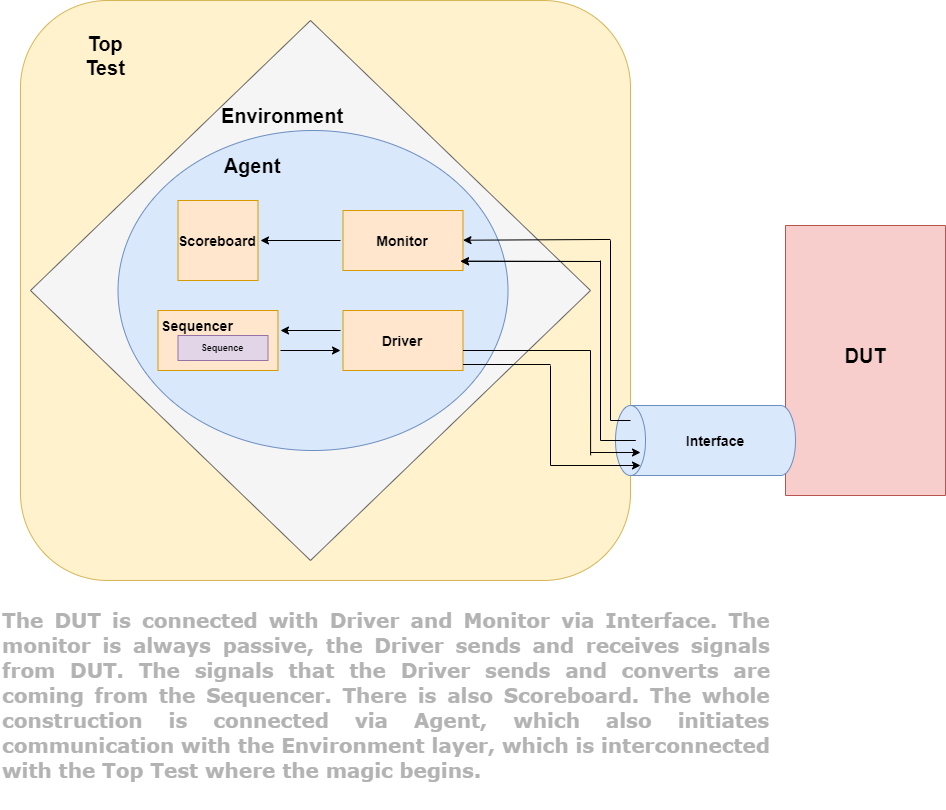 Top
Test
Environment
Agent
Scoreboard
Monitor
Sequencer
Sequence
Driver
DUT
Interface
The DUT is connected with Driver and Monitor via Interface. The
monitor is always passive, the Driver sends and receives signals
from DUT. The signals that the Driver sends and converts are
coming from the Sequencer. There is also Scoreboard. The whole
construction is connected via Agent, which also initiates
communication with the Environment layer, which is interconnected
with the Top Test where the magic begins.